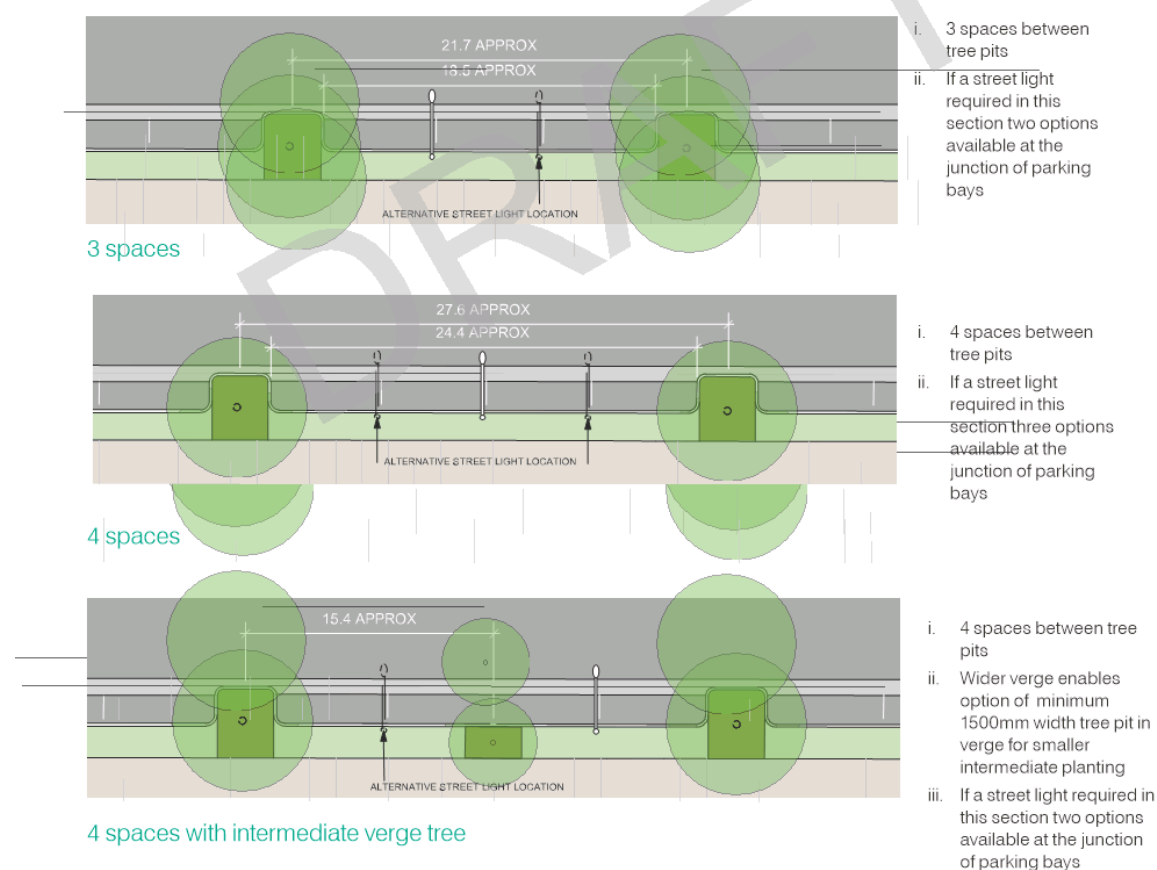 DRAFT
21.7 APPROX
18.5 APPROX
ALTERNATIVE STREET LIGHT LOCATION
3 spaces
i. 3 spaces between
tree pits
ii. If a street light
required in this
section two options
available at the
junction of parking
bays
27.6 APPROX
24.4 APPROX
ALTERNATIVE STREET LIGHT LOCATION
4 spaces
i. 4 spaces between
tree pits
ii. If a street light
required in this
section three options
available at the
junction of parking
bays
15.4 APPROX
ALTERNATIVE STREET LIGHT LOCATION
4 spaces with intermediate verge tree
i. 4 spaces between tree
pits
ii. Wider verge enables
option of minimum
1500mm width tree pit in
verge for smaller
intermediate planting
iii. If a street light required in
this section two options
available at the junction
of parking bays